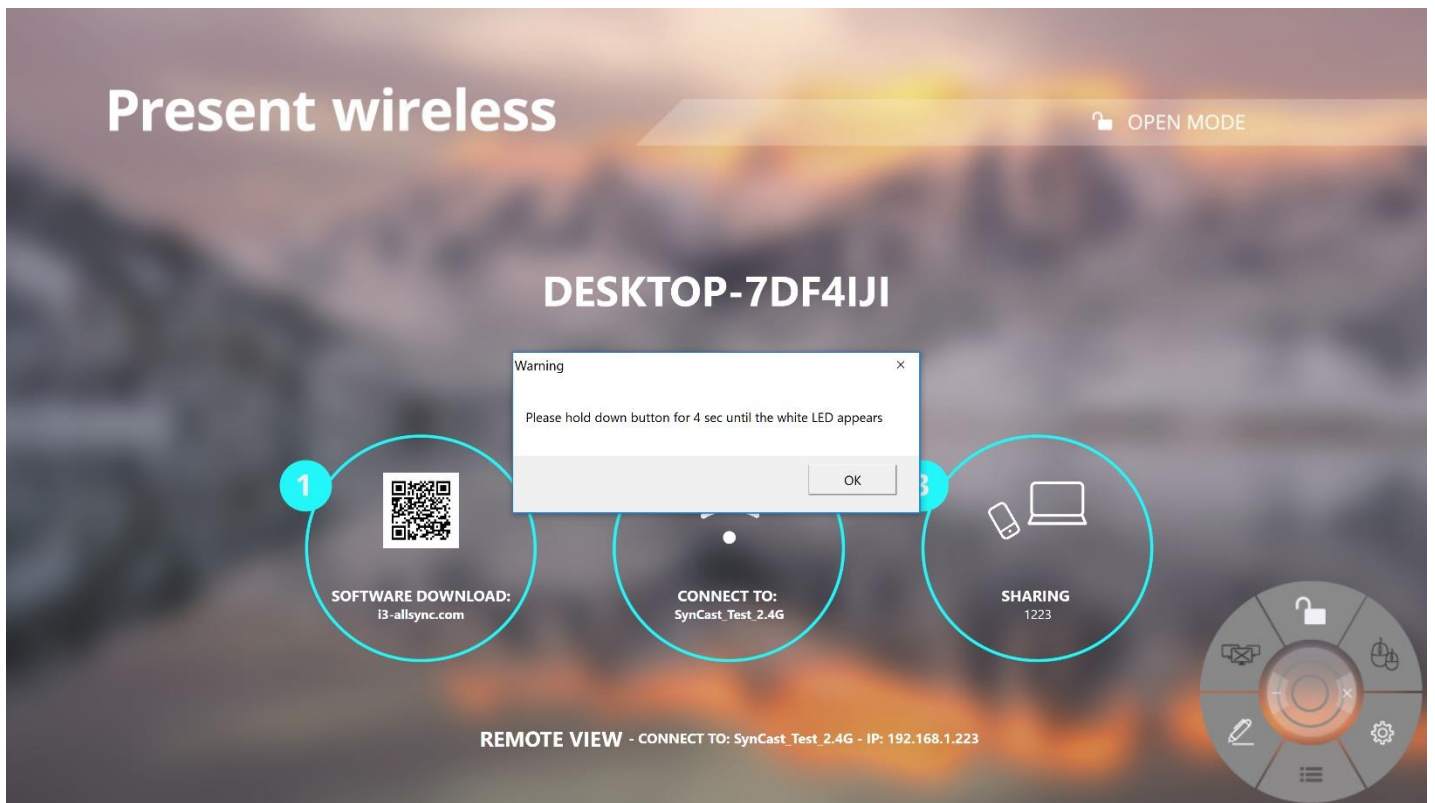 Present wireless
OPEN MODE
DESKTOP-7DF4IJI
Warning
Please hold down button for 4 sec until the white LED appears
OK
1
3
SOFTWARE DOWNLOAD:
i3-allsync.com
CONNECT TO:
SynCast_Test_2.4G
SHARING
1223
REMOTE VIEW - CONNECT TO: SynCast_Test_2.4G - IP: 192.168.1.223